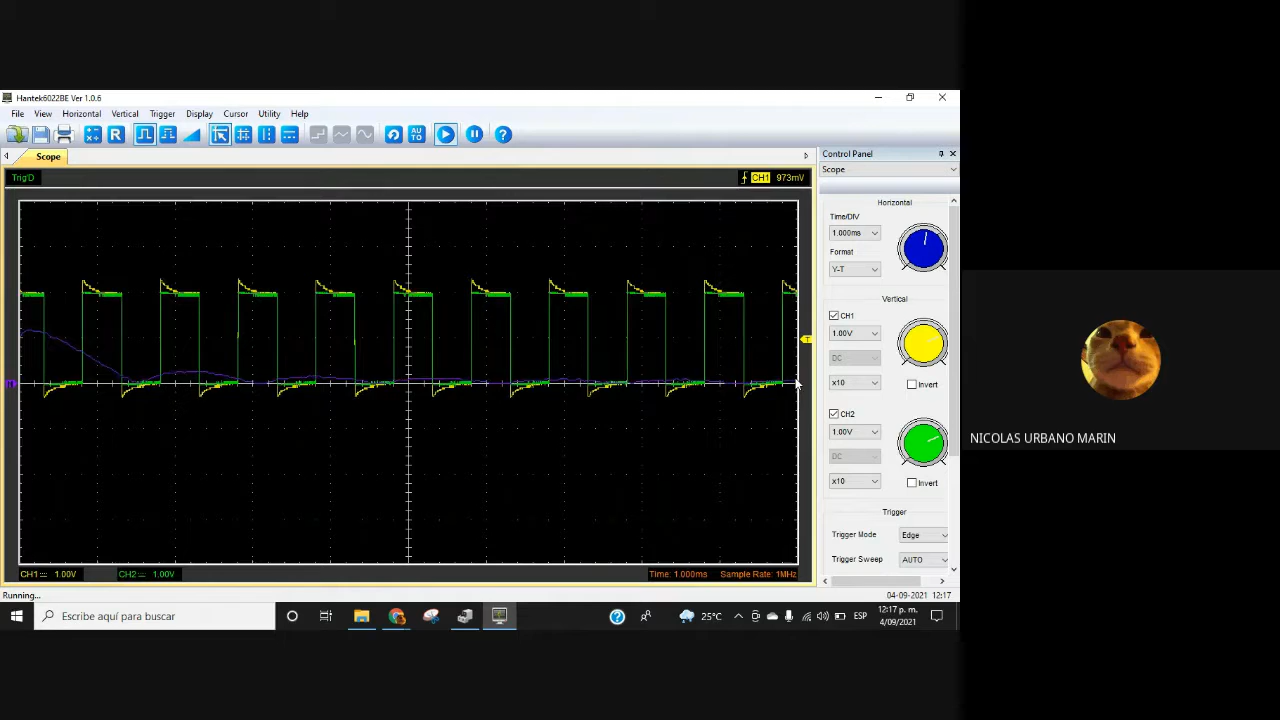 Hantek6022BE Ver 1.0.6
File View Horizontal Vertical Trigger Display Cursor Utility Help
R AUTO ?
Scope
Control Panel
Scope
Trig'D
CH1 973mV
Horizontal
Time/DIV
1.000ms
Format
Y-T
Vertical
CH1
1.00V
DC
x10
Invert
CH2
1.00V
DC
x10
Invert
Trigger
Trigger Mode Edge
Trigger Sweep AUTO
T
M
CH1 1.00V CH2 1.00V Time: 1.000ms Sample Rate: 1MHz
Running... 04-09-2021 12:17
Escribe aquí para buscar
25°C
ESP
12:17 p. m.
4/09/2021
NICOLAS URBANO MARIN